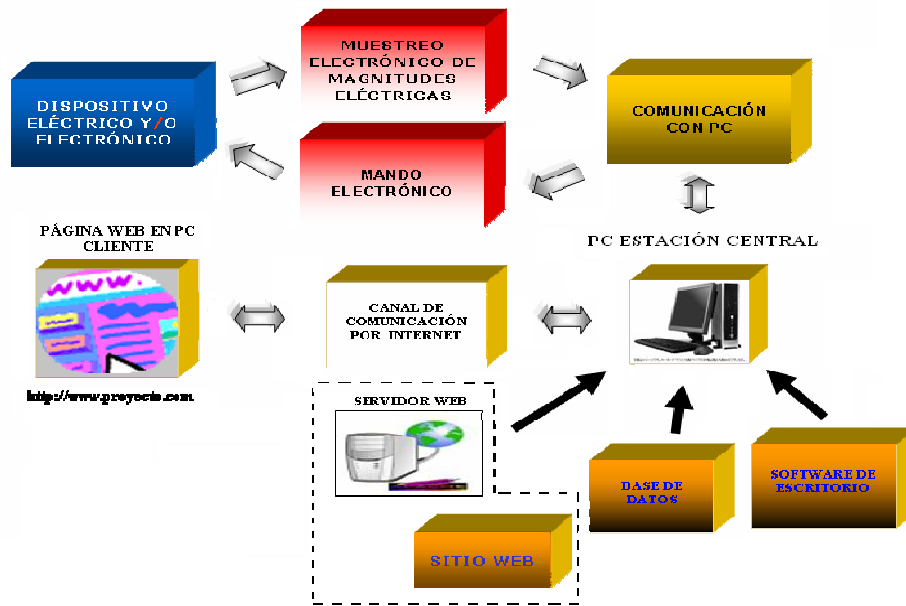 MUESTREO
ELECTRÓNICO DE
MAGNITUDES
ELÉCTRICAS
DISPOSITIVO
ELÉCTRICO Y/O
ELECTRÓNICO
COMUNICACIÓN
CON PC
MANDO
ELECTRÓNICO
PÁGINA WEB EN PC
CLIENTE
PC ESTACIÓN CENTRAL
www.
CANAL DE
COMUNICACIÓN
POR INTERNET
http://www.proyecto.com
SERVIDOR WEB
BASE DE
DATOS
SOFTWARE DE
ESCRITORIO
SITIO WEB